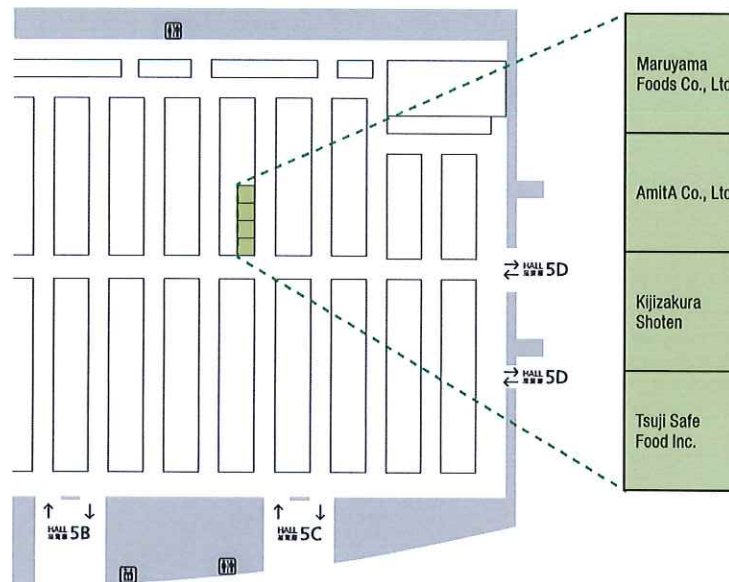 Maruyama
Foods Co., Ltd
AmitA Co., Ltd
Kijizakura
Shoten
Tsuji Safe
Food Inc.
HALL 5D
HALL 5D
HALL 5B
HALL 5C